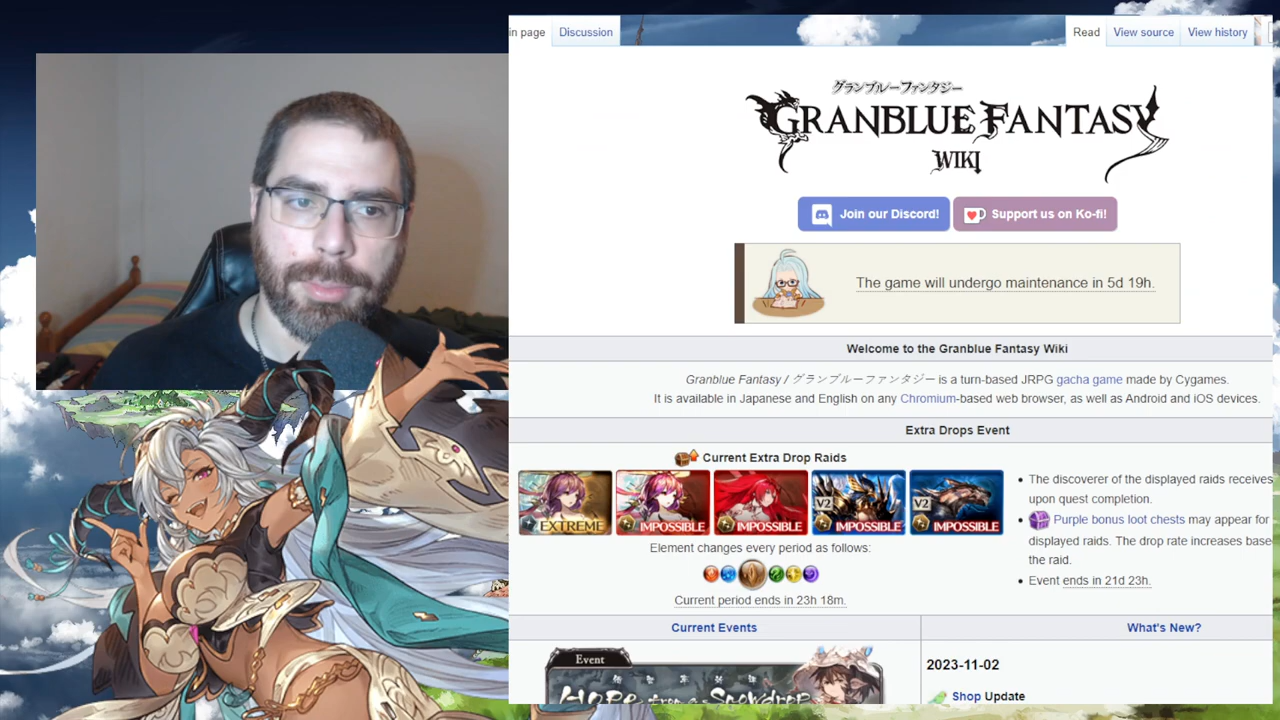 in page
Discussion
Read
View source
View history
グランブルーファンタジー
GRANBLUE FANTASY
WIKI
Join our Discord!
Support us on Ko-fi!
The game will undergo maintenance in 5d 19h.
Welcome to the Granblue Fantasy Wiki
Granblue Fantasy / グランブルーファンタジー is a turn-based JRPG gacha game made by Cygames.
It is available in Japanese and English on any Chromium-based web browser, as well as Android and iOS devices.
Extra Drops Event
Current Extra Drop Raids
EXTREME
IMPOSSIBLE
IMPOSSIBLE
V2 IMPOSSIBLE
V2 IMPOSSIBLE
Element changes every period as follows:
Current period ends in 23h 18m.
• The discoverer of the displayed raids receives
upon quest completion.
• Purple bonus loot chests may appear for
displayed raids. The drop rate increases base
the raid.
• Event ends in 21d 23h.
Current Events
What's New?
Event
Hope from a Snowdrop
2023-11-02
Shop Update